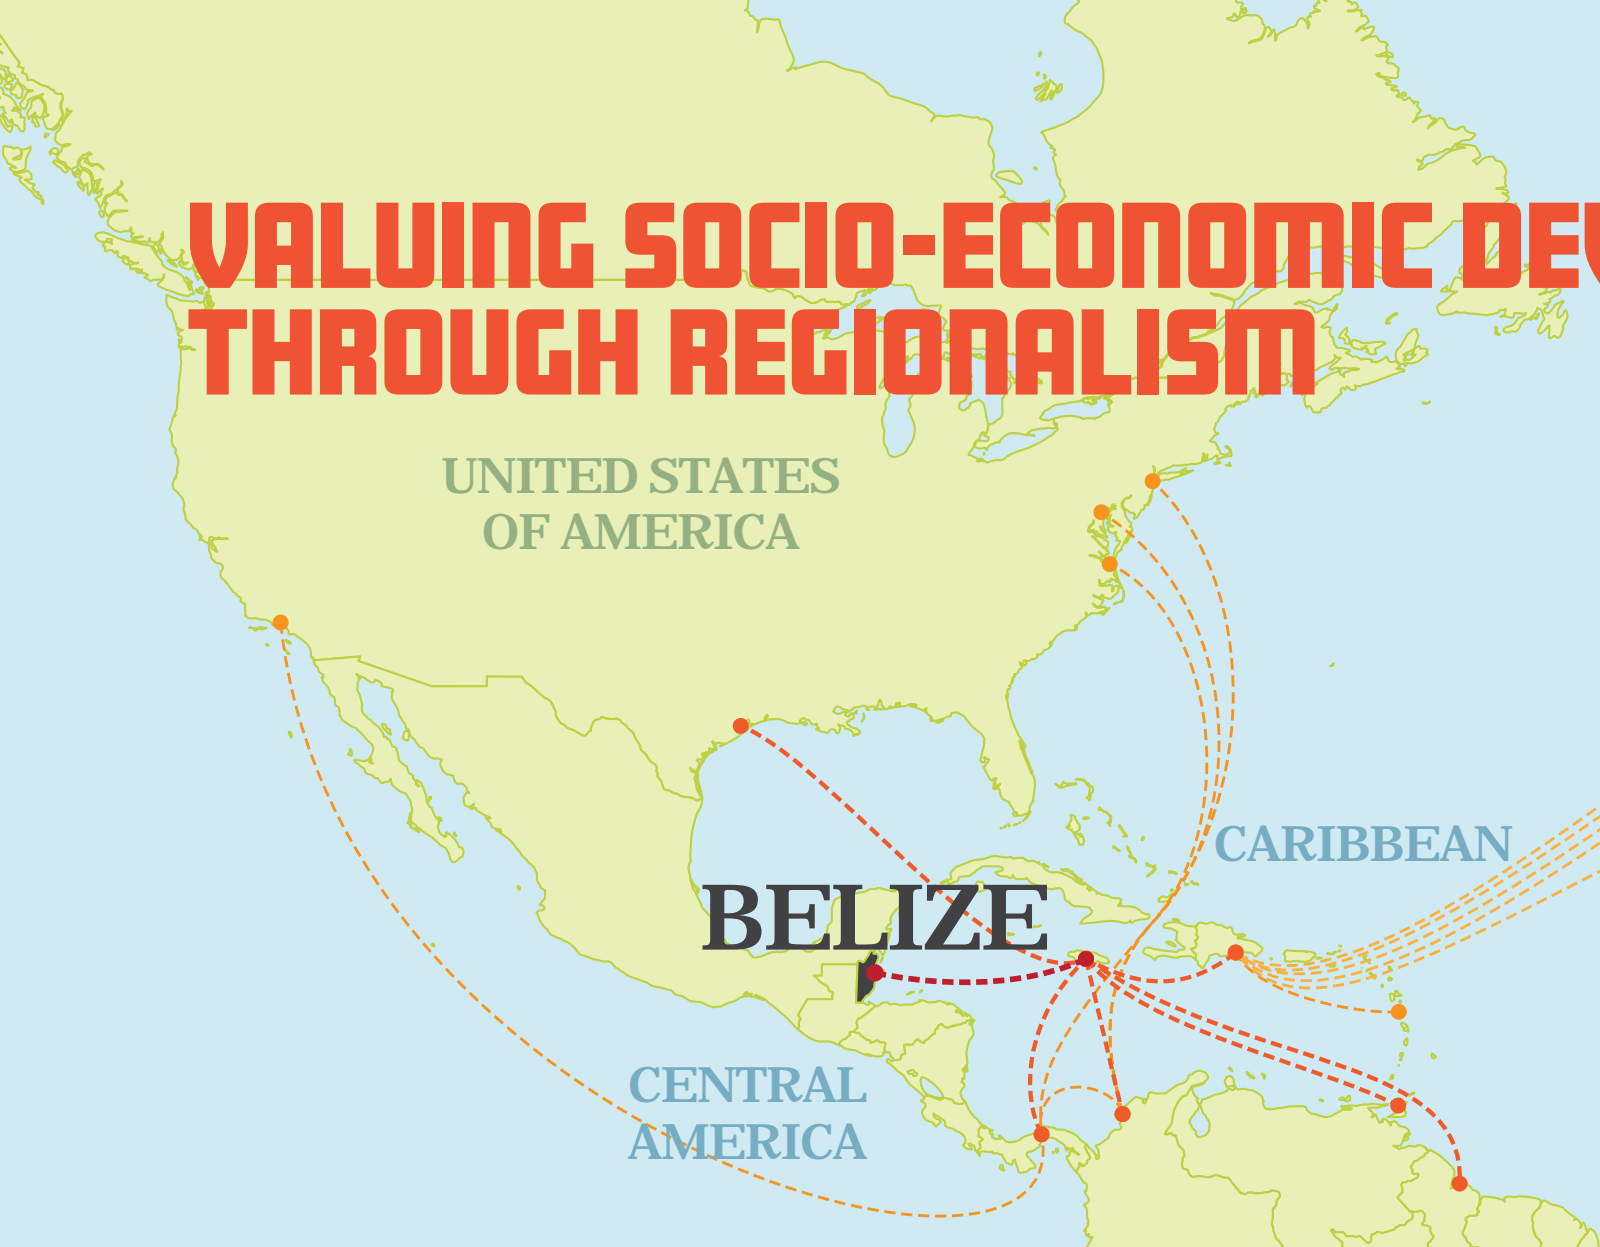 VALUING SOCIO-ECONOMIC DEV
THROUGH REGIONALISM
UNITED STATES
OF AMERICA
CARIBBEAN
BELIZE
CENTRAL
AMERICA